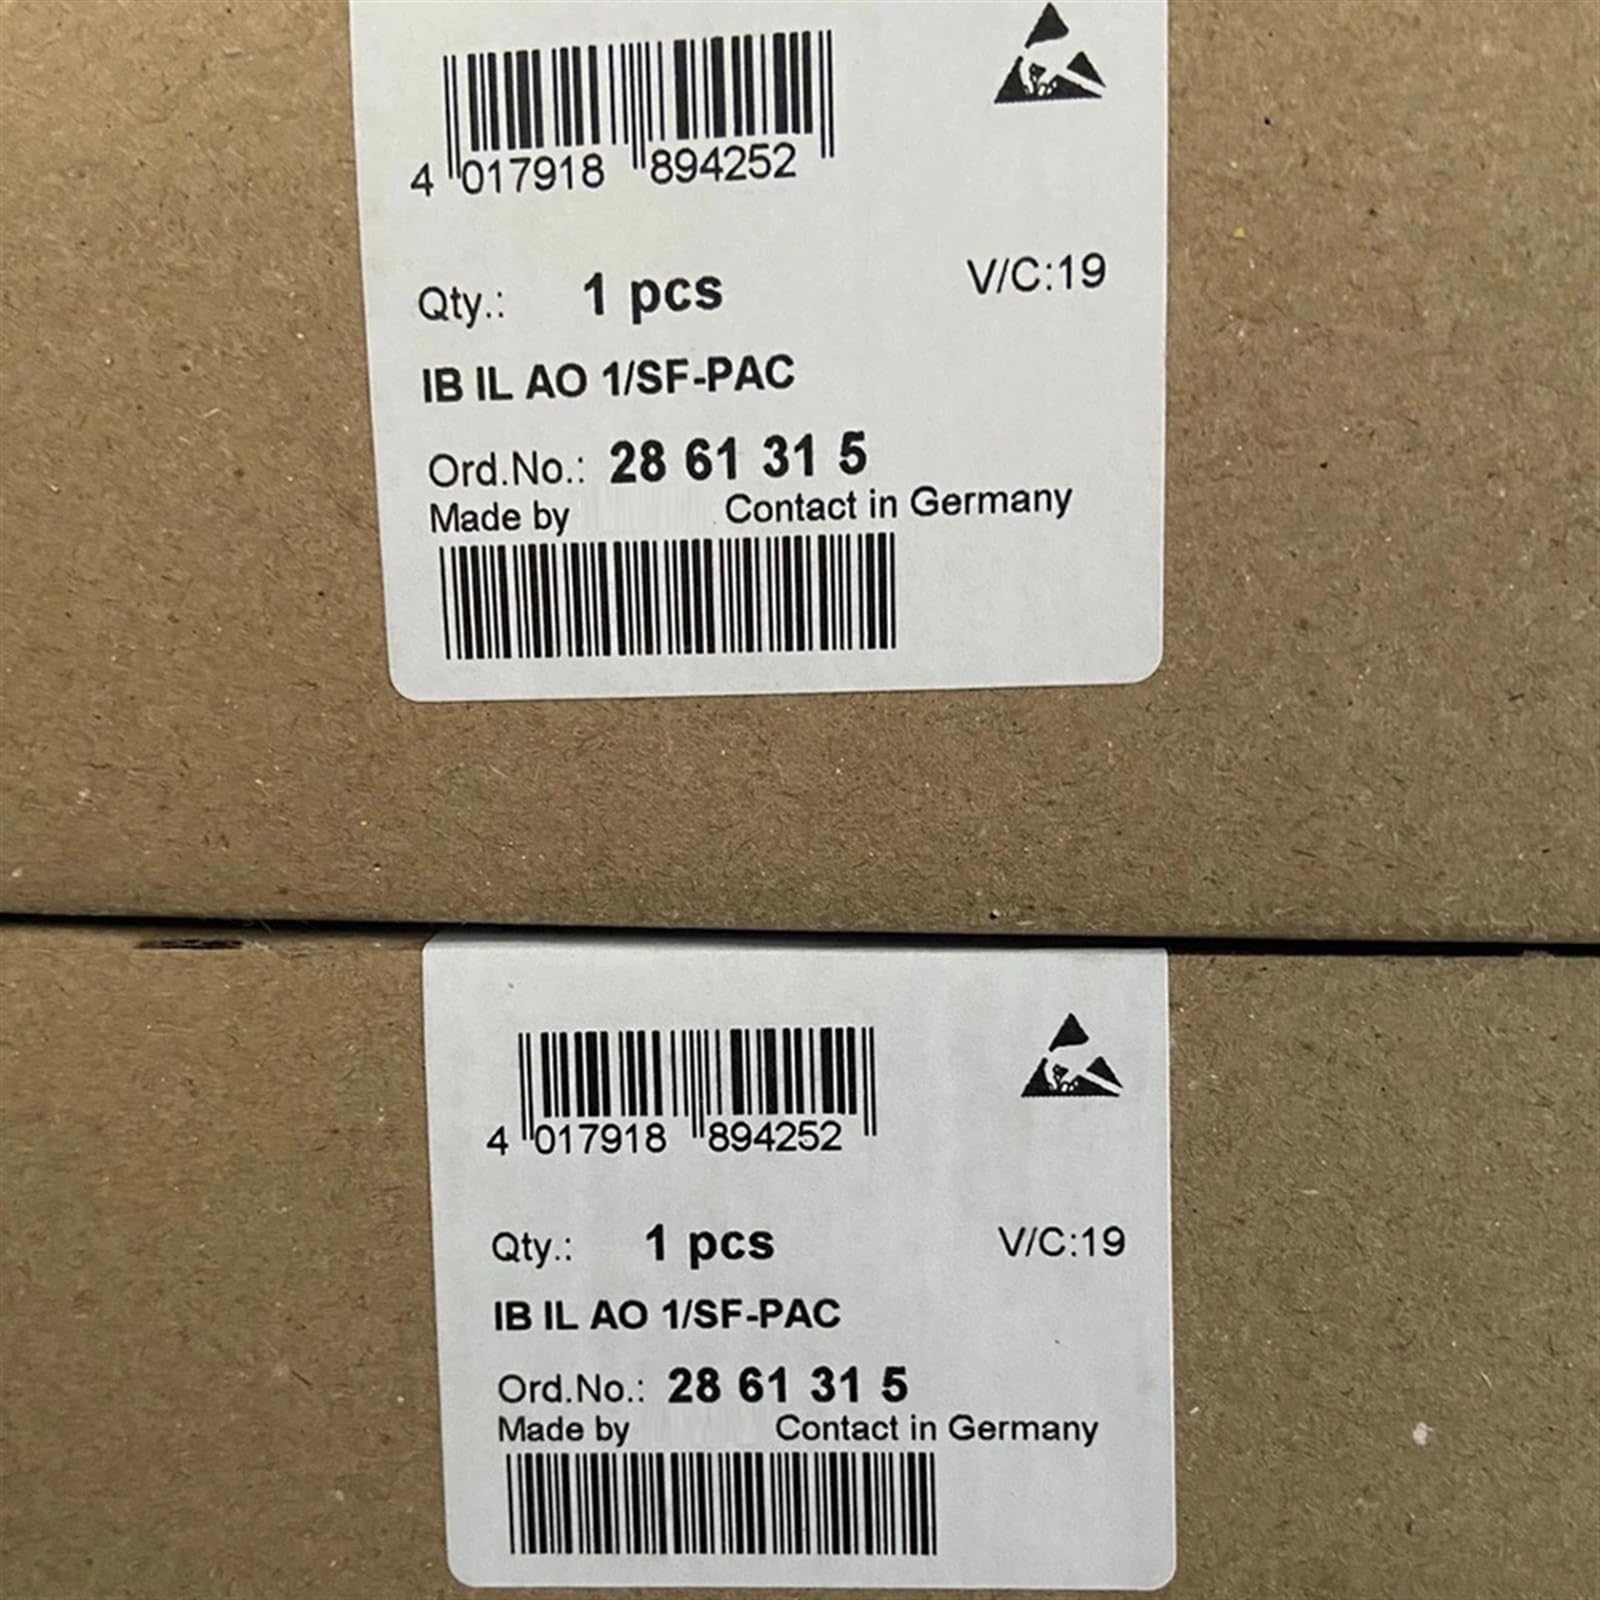 4 017918 894252
Qty.: 1 pcs V/C:19
IB IL AO 1/SF-PAC
Ord.No.: 28 61 31 5
Made by Contact in Germany
4 017918 894252
Qty.: 1 pcs V/C:19
IB IL AO 1/SF-PAC
Ord.No.: 28 61 31 5
Made by Contact in Germany